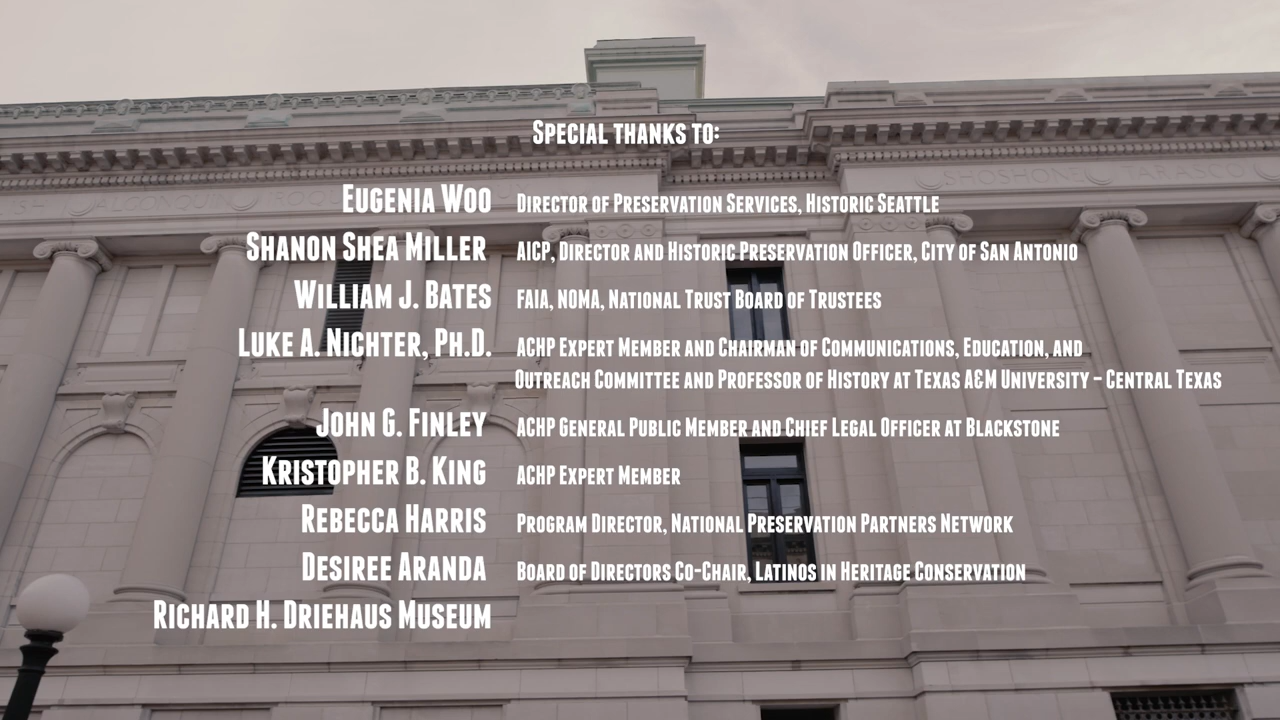 SPECIAL THANKS TO:
ALGONQUIN IROQ SHOSHONE TARASCO
EUGENIA WOO DIRECTOR OF PRESERVATION SERVICES, HISTORIC SEATTLE
SHANON SHEA MILLER AICP, DIRECTOR AND HISTORIC PRESERVATION OFFICER, CITY OF SAN ANTONIO
WILLIAM J. BATES FAIA, NOMA, NATIONAL TRUST BOARD OF TRUSTEES
LUKE A. NICHTER, PH.D. ACHP EXPERT MEMBER AND CHAIRMAN OF COMMUNICATIONS, EDUCATION, AND
OUTREACH COMMITTEE AND PROFESSOR OF HISTORY AT TEXAS A&M UNIVERSITY – CENTRAL TEXAS
JOHN G. FINLEY ACHP GENERAL PUBLIC MEMBER AND CHIEF LEGAL OFFICER AT BLACKSTONE
KRISTOPHER B. KING ACHP EXPERT MEMBER
REBECCA HARRIS PROGRAM DIRECTOR, NATIONAL PRESERVATION PARTNERS NETWORK
DESIREE ARANDA BOARD OF DIRECTORS CO-CHAIR, LATINOS IN HERITAGE CONSERVATION
RICHARD H. DRIEHAUS MUSEUM